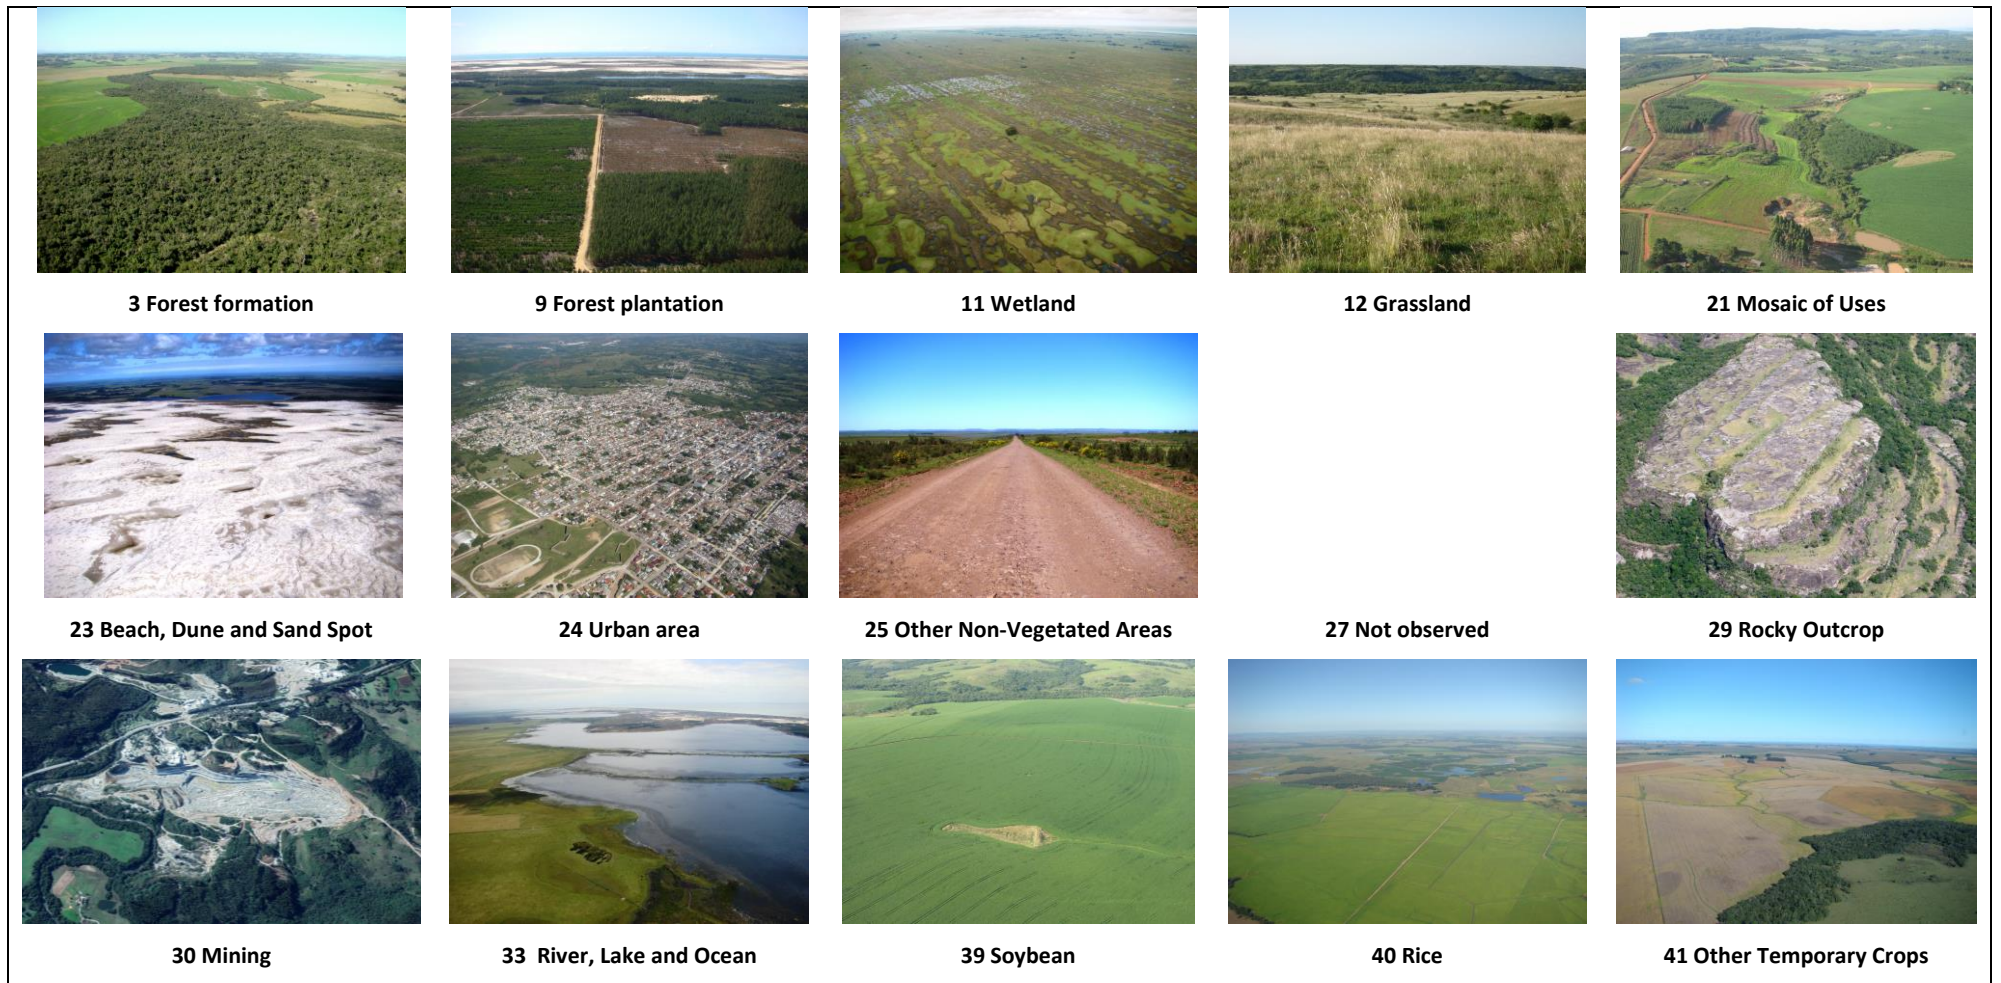 3 Forest formation
9 Forest plantation
11 Wetland
12 Grassland
21 Mosaic of Uses
23 Beach, Dune and Sand Spot
24 Urban area
25 Other Non-Vegetated Areas
27 Not observed
29 Rocky Outcrop
30 Mining
33 River, Lake and Ocean
39 Soybean
40 Rice
41 Other Temporary Crops